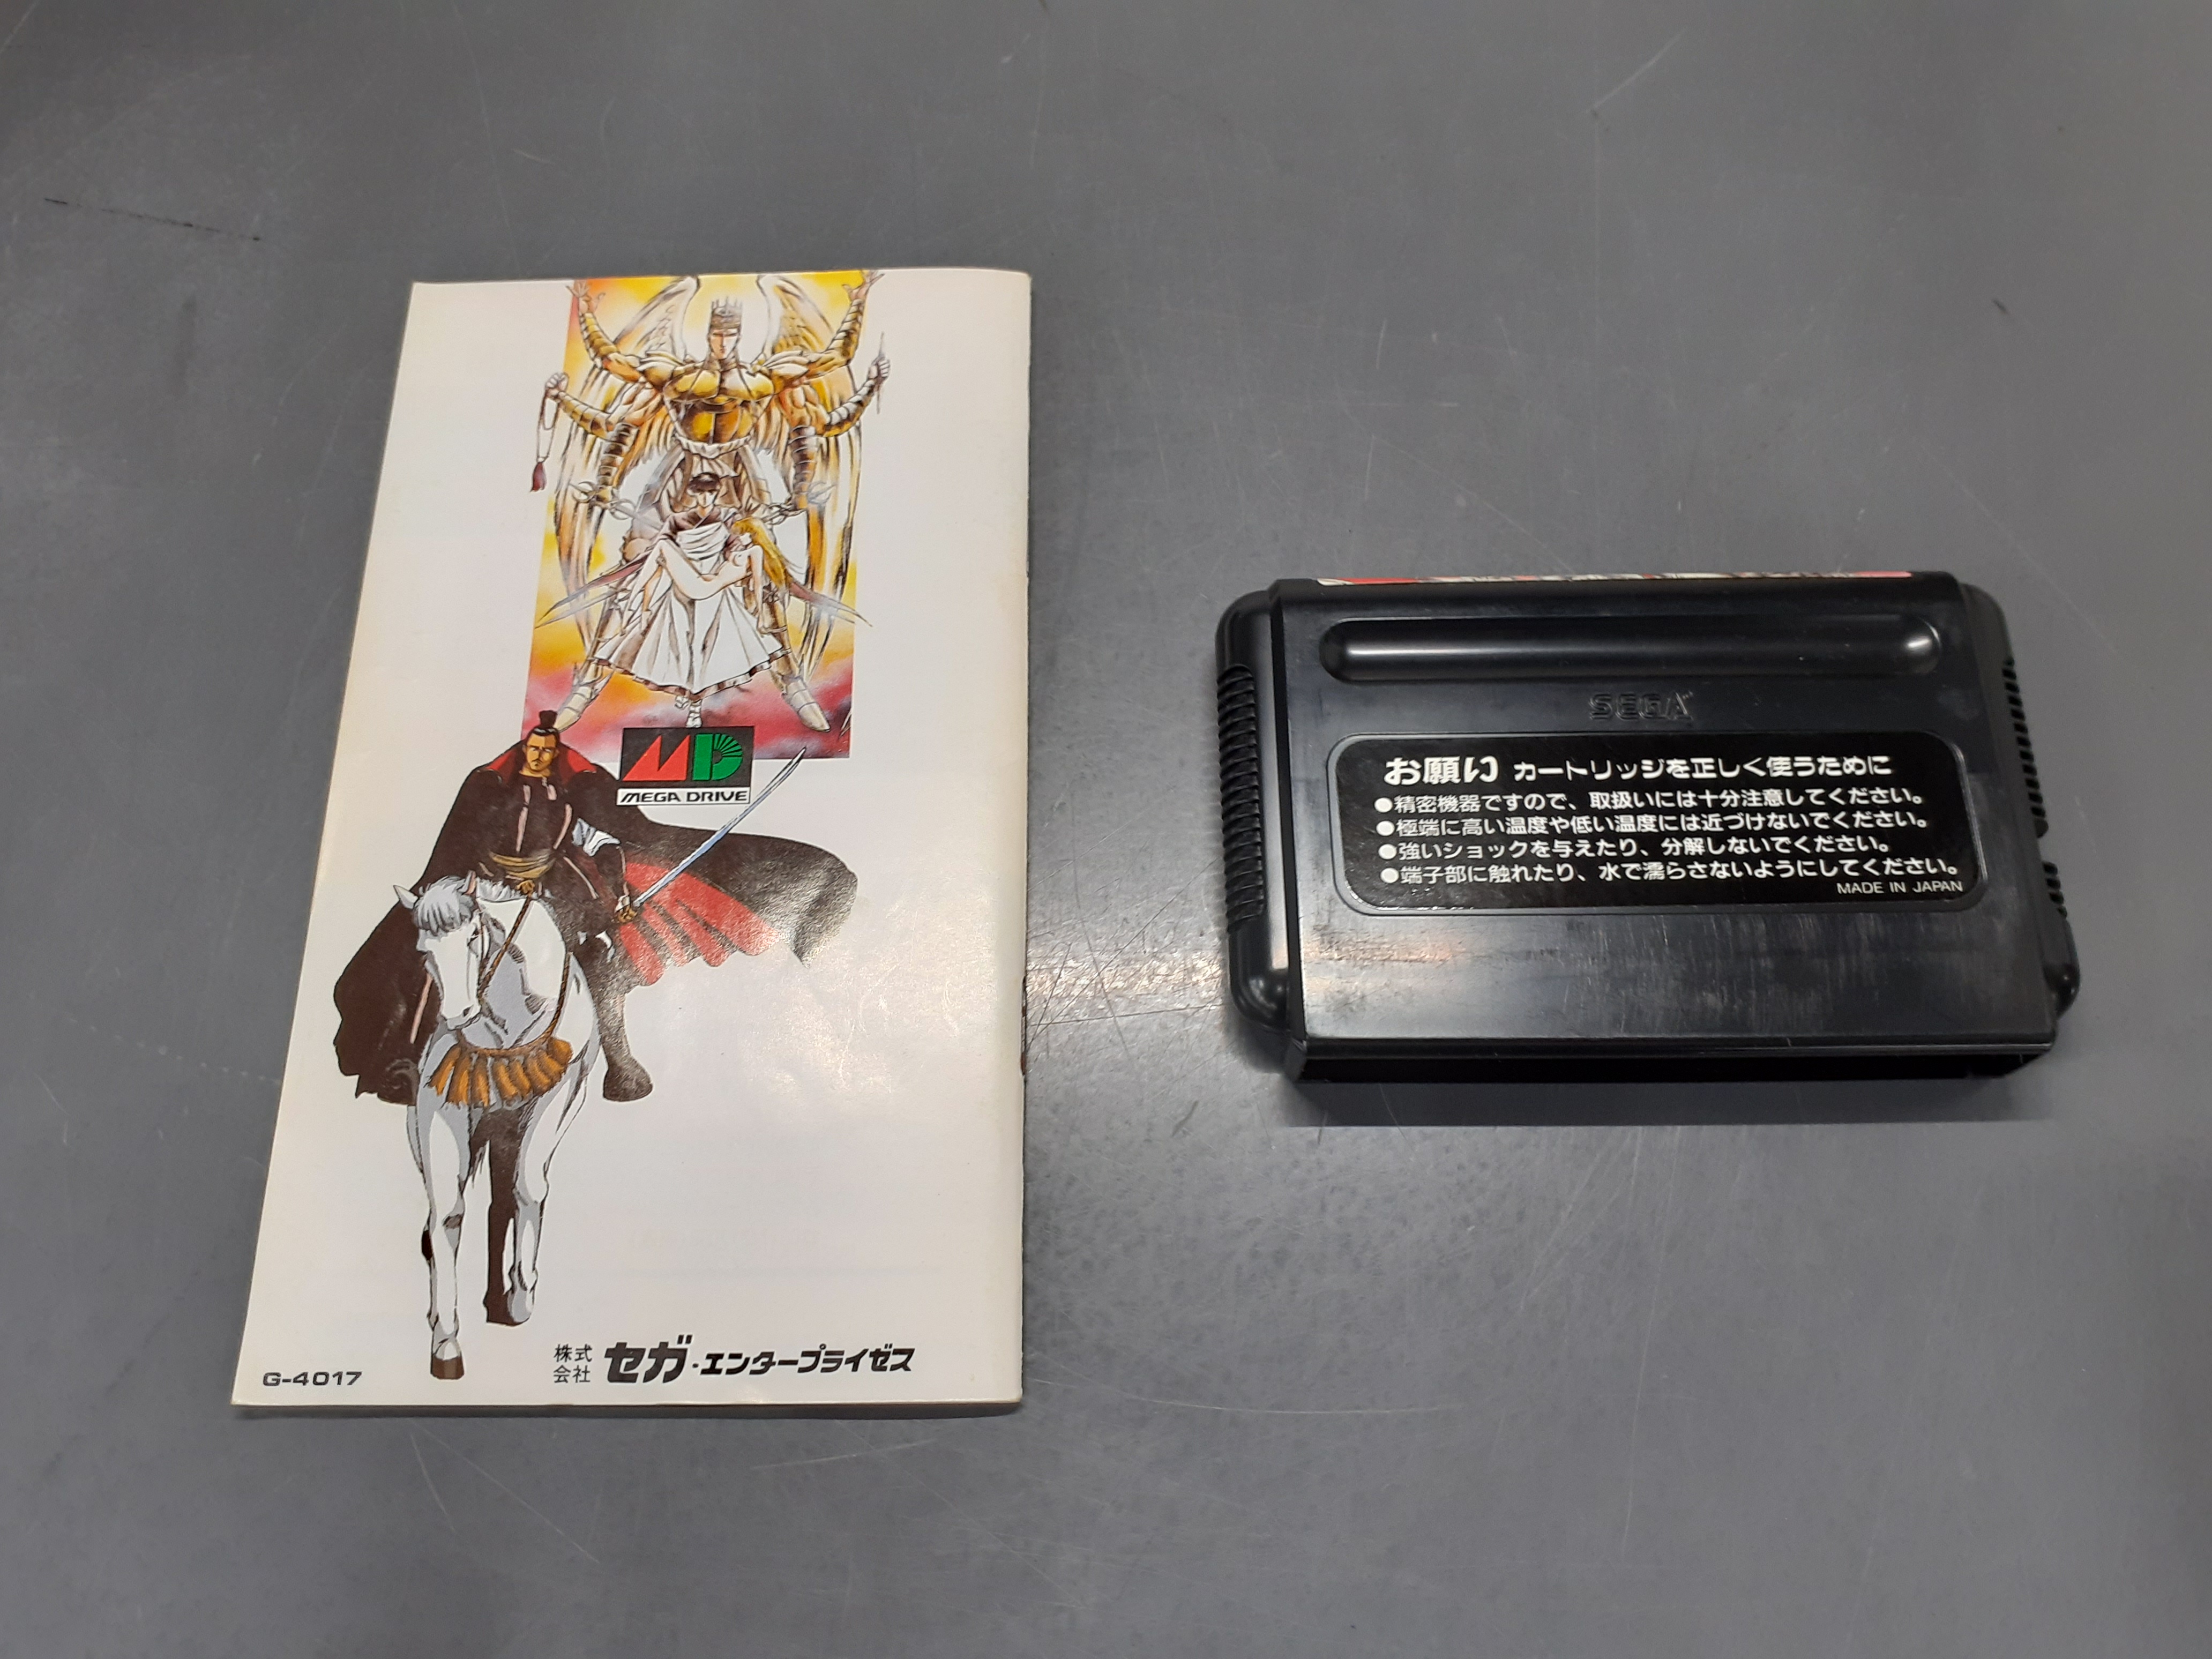 MD
MEGA DRIVE
G-4017
株式会社 セガ・エンタープライゼス
SEGA
お願い カートリッジを正しく使うために
●精密機器ですので、取扱いには十分注意してください。
●極端に高い温度や低い温度には近づけないでください。
●強いショックを与えたり、分解しないでください。
●端子部に触れたり、水で濡らさないようにしてください。
MADE IN JAPAN